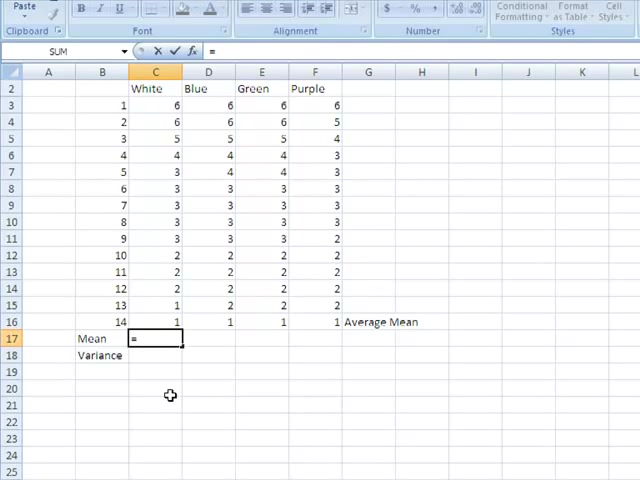 Paste
B I U
Conditional Format Cell
$ % , .0 .00
Formatting as Table Styles
Clipboard Font Alignment Number Styles
SUM fx =
A B C D E F G H I J K L
2 White Blue Green Purple
3 1 6 6 6 6
4 2 6 6 6 5
5 3 5 5 5 4
6 4 4 4 4 3
7 5 3 4 4 3
8 6 3 3 3 3
9 7 3 3 3 3
10 8 3 3 3 3
11 9 3 3 3 2
12 10 2 2 2 2
13 11 2 2 2 2
14 12 2 2 2 2
15 13 1 2 2 2
16 14 1 1 1 1 Average Mean
17 Mean =
18 Variance
19
20
21
22
23
24
25